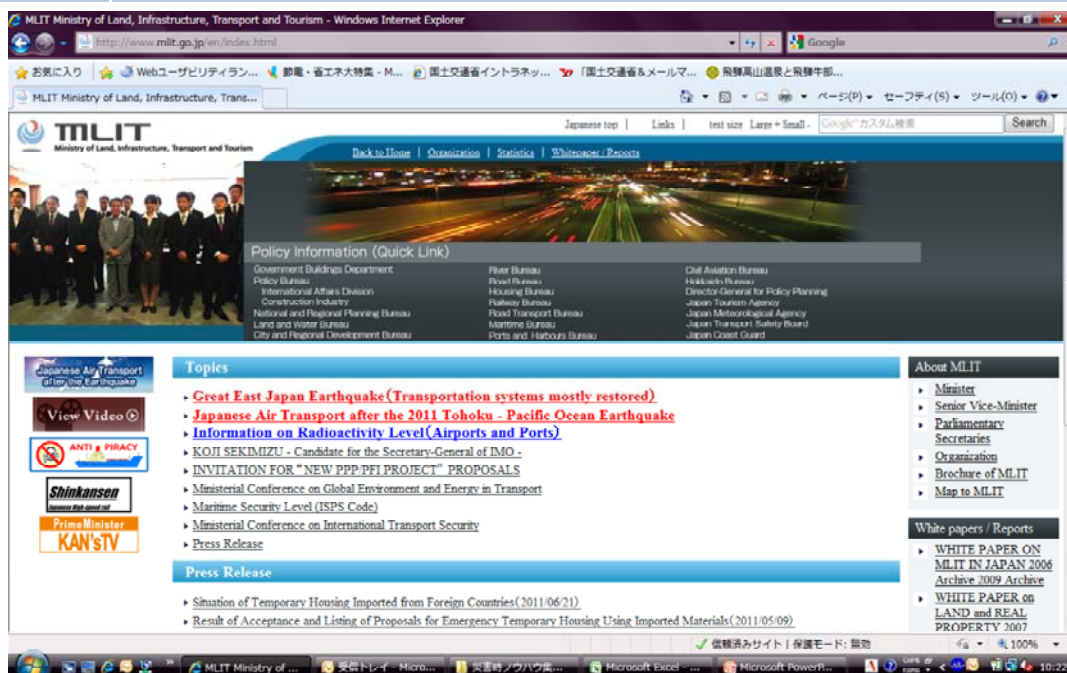 MLIT Ministry of Land, Infrastructure, Transport and Tourism - Windows Internet Explorer
http://www.mlit.go.jp/en/index.html
Google
お気に入り Webユーザビリティラン... 節電・省エネ大特集 - M... 国土交通省イントラネッ... 「国土交通省&メールマ... 飛騨高山温泉と飛騨牛郎...
MLIT Ministry of Land, Infrastructure, Trans... ページ(P) セーフティ(S) ツール(O)
MLIT
Ministry of Land, Infrastructure, Transport and Tourism
Japanese top | Links | text size Large + Small - Google カスタム検索 Search
Back to Home | Organization | Statistics | Whitepaper / Reports
Policy Information (Quick Link)
Government Buildings Department
Policy Bureau
International Affairs Division
Construction Industry
National and Regional Planning Bureau
Land and Water Bureau
City and Regional Development Bureau
River Bureau
Road Bureau
Housing Bureau
Railway Bureau
Road Transport Bureau
Maritime Bureau
Ports and Harbours Bureau
Civil Aviation Bureau
Hokkaido Bureau
Director-General for Policy Planning
Japan Tourism Agency
Japan Meteorological Agency
Japan Transport Safety Board
Japan Coast Guard
Japanese Air Transport
after the Earthquake
View Video
ANTI PIRACY
Shinkansen
Japanese High-speed rail
Prime Minister
KAN'sTV
Topics
Great East Japan Earthquake(Transportation systems mostly restored)
Japanese Air Transport after the 2011 Tohoku - Pacific Ocean Earthquake
Information on Radioactivity Level(Airports and Ports)
KOJI SEKIMIZU - Candidate for the Secretary-General of IMO -
INVITATION FOR "NEW PPP/PFI PROJECT" PROPOSALS
Ministerial Conference on Global Environment and Energy in Transport
Maritime Security Level (ISPS Code)
Ministerial Conference on International Transport Security
Press Release
Press Release
Situation of Temporary Housing Imported from Foreign Countries(2011/06/21)
Result of Acceptance and Listing of Proposals for Emergency Temporary Housing Using Imported Materials(2011/05/09)
About MLIT
Minister
Senior Vice-Minister
Parliamentary
Secretaries
Organization
Brochure of MLIT
Map to MLIT
White papers / Reports
WHITE PAPER ON
MLIT IN JAPAN 2006
Archive 2009 Archive
WHITE PAPER on
LAND and REAL
PROPERTY 2007
信頼済みサイト | 保護モード: 無効 100%
MLIT Ministry of ... 受信トレイ - Micro... 災害時ノウハウ集... Microsoft Excel - ... Microsoft PowerP... 10:22